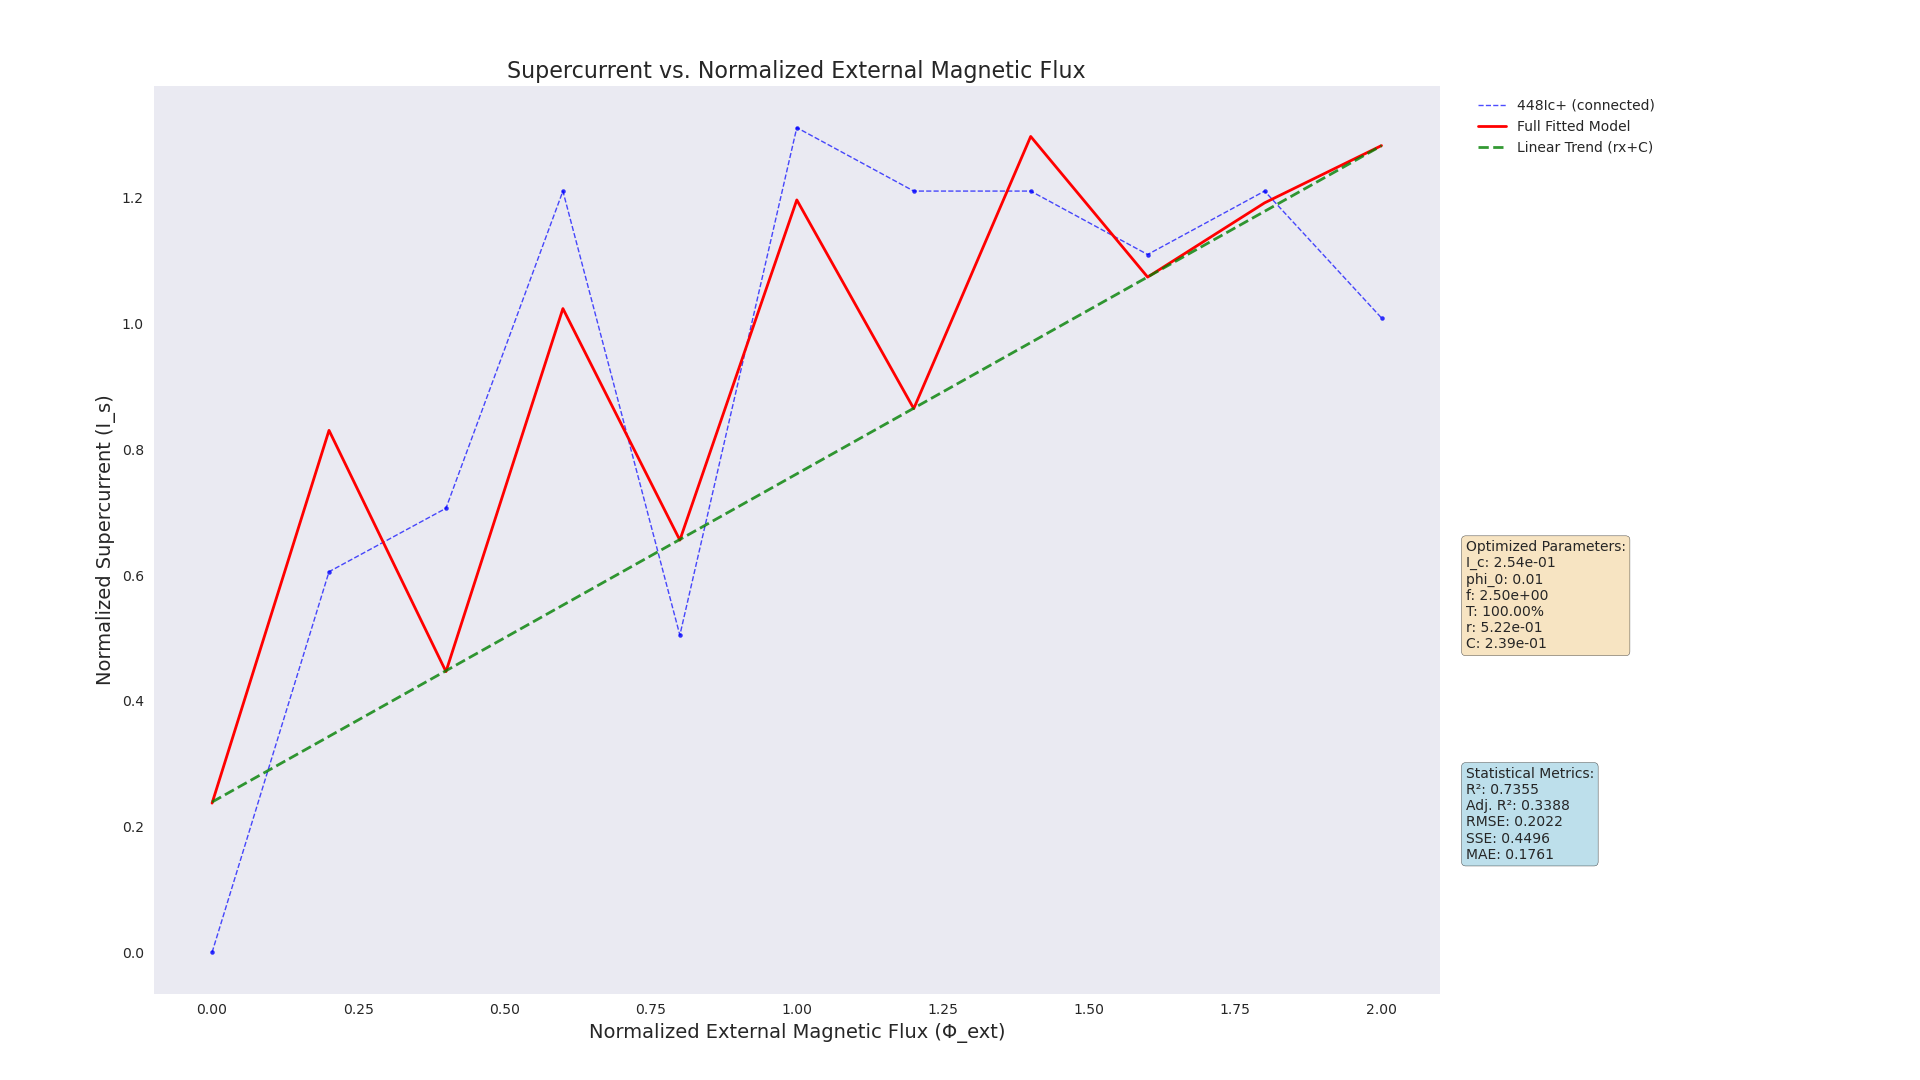 Supercurrent vs. Normalized External Magnetic Flux
448Ic+ (connected)
Full Fitted Model
Linear Trend (rx+C)
Normalized Supercurrent (I_s)
1.2
1.0
0.8
0.6
0.4
0.2
0.0
0.00 0.25 0.50 0.75 1.00 1.25 1.50 1.75 2.00
Normalized External Magnetic Flux (Φ_ext)
Optimized Parameters:
I_c: 2.54e-01
phi_0: 0.01
f: 2.50e+00
T: 100.00%
r: 5.22e-01
C: 2.39e-01
Statistical Metrics:
R²: 0.7355
Adj. R²: 0.3388
RMSE: 0.2022
SSE: 0.4496
MAE: 0.1761